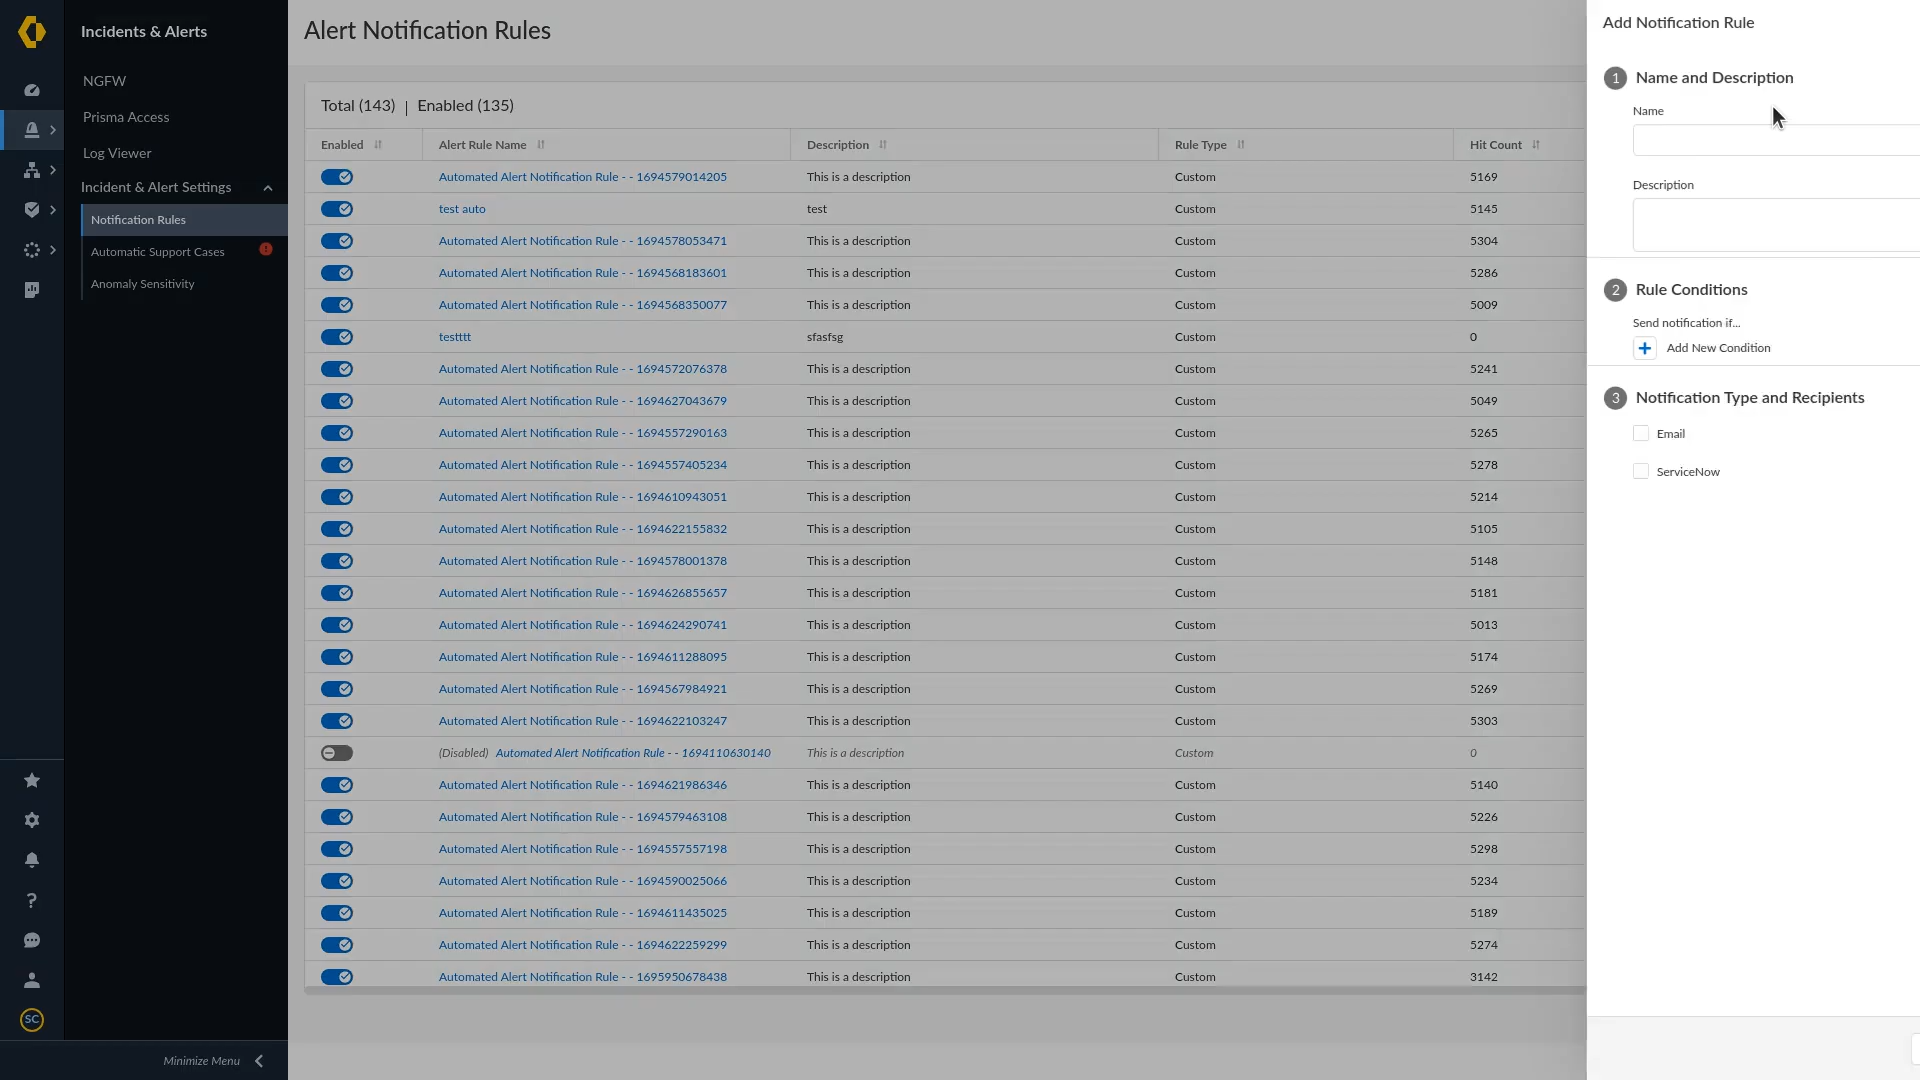 Incidents & Alerts
NGFW
Prisma Access
Log Viewer
Incident & Alert Settings
Notification Rules
Automatic Support Cases
Anomaly Sensitivity
SC
Minimize Menu
Alert Notification Rules
Total (143) | Enabled (135)
Enabled Alert Rule Name Description Rule Type Hit Count
Automated Alert Notification Rule - - 1694579014205 This is a description Custom 5169
test auto test Custom 5145
Automated Alert Notification Rule - - 1694578053471 This is a description Custom 5304
Automated Alert Notification Rule - - 1694568183601 This is a description Custom 5286
Automated Alert Notification Rule - - 1694568350077 This is a description Custom 5009
testttt sfasfsg Custom 0
Automated Alert Notification Rule - - 1694572076378 This is a description Custom 5241
Automated Alert Notification Rule - - 1694627043679 This is a description Custom 5049
Automated Alert Notification Rule - - 1694557290163 This is a description Custom 5265
Automated Alert Notification Rule - - 1694557405234 This is a description Custom 5278
Automated Alert Notification Rule - - 1694610943051 This is a description Custom 5214
Automated Alert Notification Rule - - 1694622155832 This is a description Custom 5105
Automated Alert Notification Rule - - 1694578001378 This is a description Custom 5148
Automated Alert Notification Rule - - 1694626855657 This is a description Custom 5181
Automated Alert Notification Rule - - 1694624290741 This is a description Custom 5013
Automated Alert Notification Rule - - 1694611288095 This is a description Custom 5174
Automated Alert Notification Rule - - 1694567984921 This is a description Custom 5269
Automated Alert Notification Rule - - 1694622103247 This is a description Custom 5303
(Disabled) Automated Alert Notification Rule - - 1694110630140 This is a description Custom 0
Automated Alert Notification Rule - - 1694621986346 This is a description Custom 5140
Automated Alert Notification Rule - - 1694579463108 This is a description Custom 5226
Automated Alert Notification Rule - - 1694557557198 This is a description Custom 5298
Automated Alert Notification Rule - - 1694590025066 This is a description Custom 5234
Automated Alert Notification Rule - - 1694611435025 This is a description Custom 5189
Automated Alert Notification Rule - - 1694622259299 This is a description Custom 5274
Automated Alert Notification Rule - - 1695950678438 This is a description Custom 3142
Add Notification Rule
1 Name and Description
Name
Description
2 Rule Conditions
Send notification if...
Add New Condition
3 Notification Type and Recipients
Email
ServiceNow